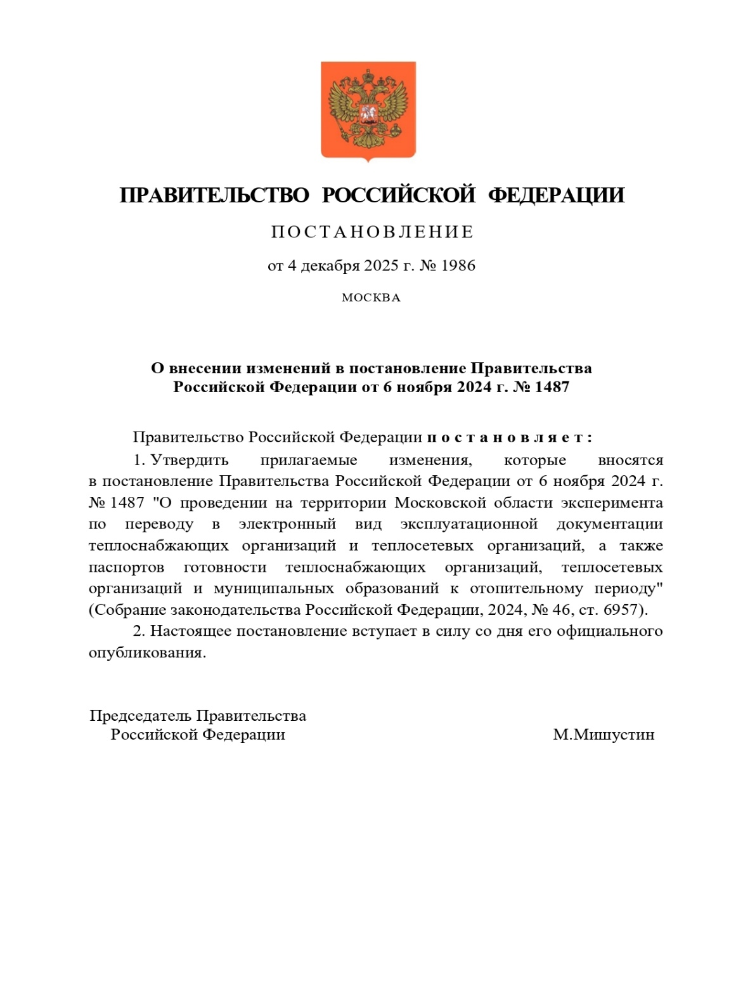 ПРАВИТЕЛЬСТВО РОССИЙСКОЙ ФЕДЕРАЦИИ
ПОСТАНОВЛЕНИЕ
от 4 декабря 2025 г. № 1986
МОСКВА
О внесении изменений в постановление Правительства
Российской Федерации от 6 ноября 2024 г. № 1487
Правительство Российской Федерации постановляет:
1. Утвердить прилагаемые изменения, которые вносятся
в постановление Правительства Российской Федерации от 6 ноября 2024 г.
№ 1487 "О проведении на территории Московской области эксперимента
по переводу в электронный вид эксплуатационной документации
теплоснабжающих организаций и теплосетевых организаций, а также
паспортов готовности теплоснабжающих организаций, теплосетевых
организаций и муниципальных образований к отопительному периоду"
(Собрание законодательства Российской Федерации, 2024, № 46, ст. 6957).
2. Настоящее постановление вступает в силу со дня его официального
опубликования.
Председатель Правительства
Российской Федерации М.Мишустин